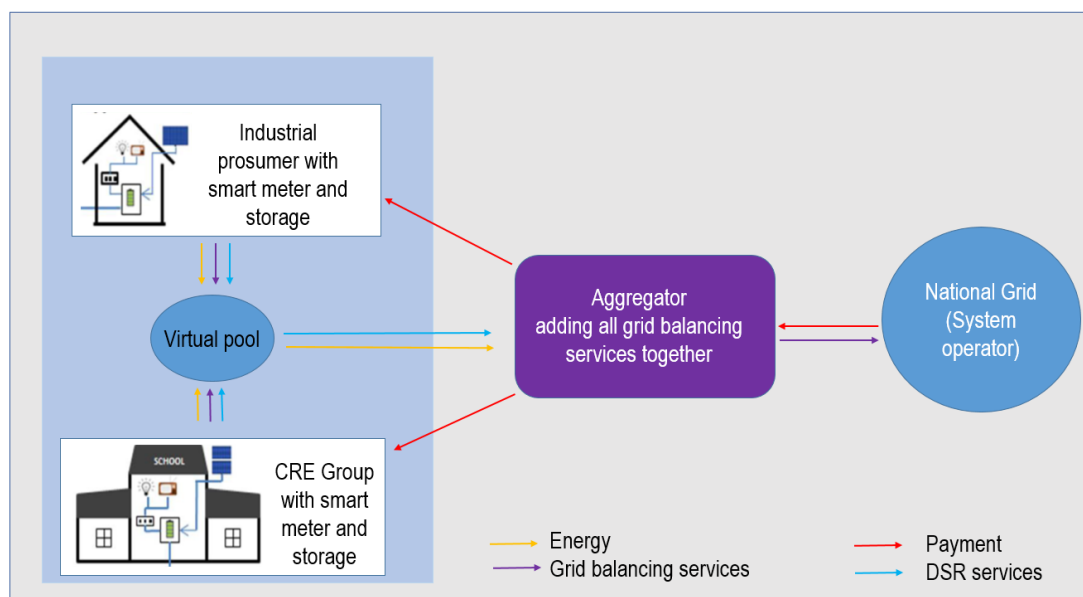 Industrial
prosumer with
smart meter and
storage
Virtual pool
SCHOOL
CRE Group
with smart
meter and
storage
Aggregator
adding all grid balancing
services together
National Grid
(System
operator)
Energy
Grid balancing services
Payment
DSR services